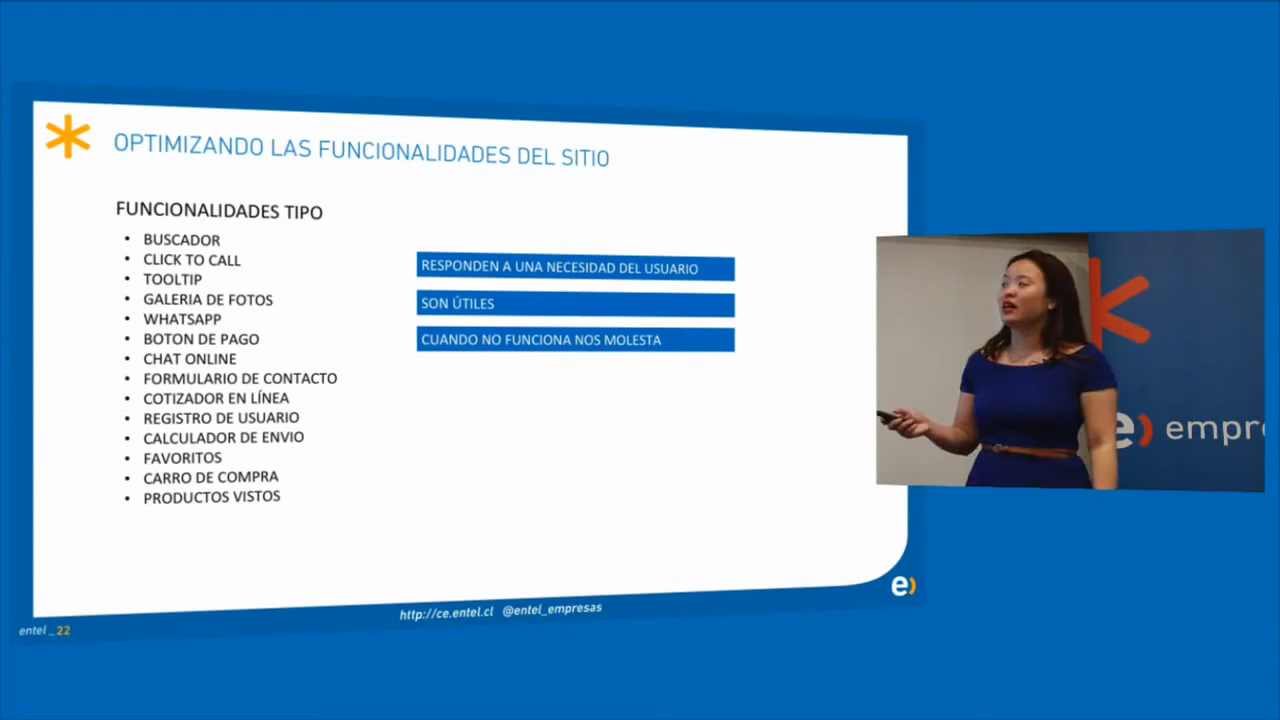 OPTIMIZANDO LAS FUNCIONALIDADES DEL SITIO
FUNCIONALIDADES TIPO
• BUSCADOR
• CLICK TO CALL
• TOOLTIP
• GALERIA DE FOTOS
• WHATSAPP
• BOTON DE PAGO
• CHAT ONLINE
• FORMULARIO DE CONTACTO
• COTIZADOR EN LÍNEA
• REGISTRO DE USUARIO
• CALCULADOR DE ENVIO
• FAVORITOS
• CARRO DE COMPRA
• PRODUCTOS VISTOS
RESPONDEN A UNA NECESIDAD DEL USUARIO
SON ÚTILES
CUANDO NO FUNCIONA NOS MOLESTA
e) empr
e)
http://ce.entel.cl @entel_empresas
entel _22